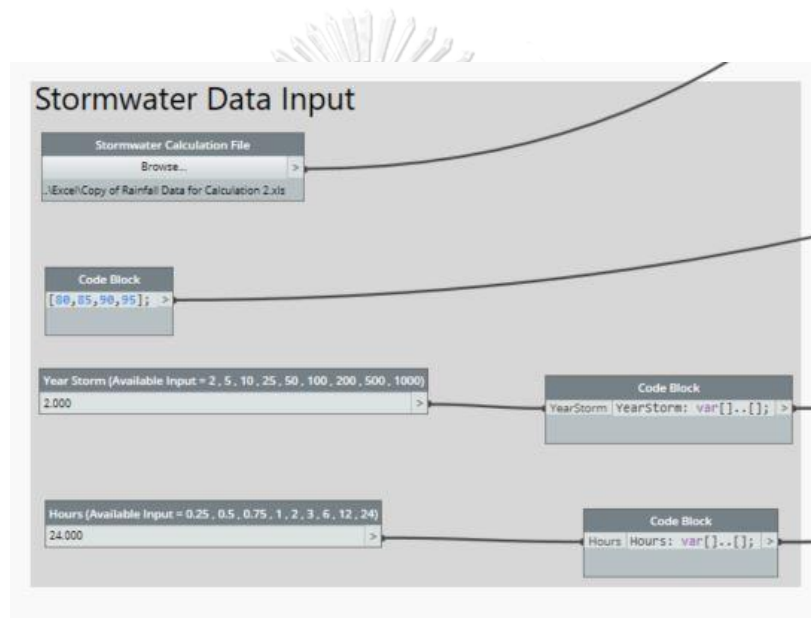 Stormwater Data Input
Stormwater Calculation File
Browse... >
..\Excel\Copy of Rainfall Data for Calculation 2.xls
Code Block
[80,85,90,95]; >
Year Storm (Available Input = 2 , 5 , 10 , 25 , 50 , 100 , 200 , 500 , 1000)
2.000 >
Code Block
YearStorm YearStorm: var[]..[]; >
Hours (Available Input = 0.25 , 0.5 , 0.75 , 1 , 2 , 3 , 6 , 12 , 24)
24.000 >
Code Block
Hours Hours: var[]..[]; >